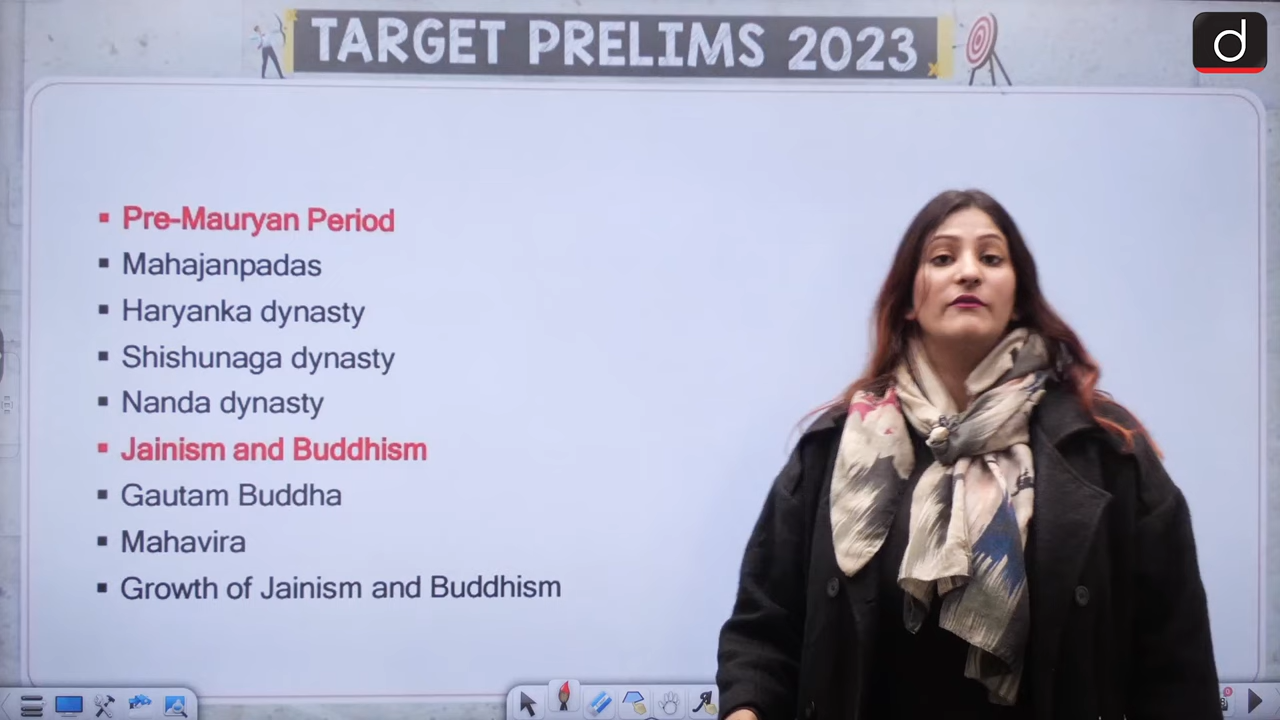 TARGET PRELIMS 2023
d
Pre-Mauryan Period
Mahajanpadas
Haryanka dynasty
Shishunaga dynasty
Nanda dynasty
Jainism and Buddhism
Gautam Buddha
Mahavira
Growth of Jainism and Buddhism